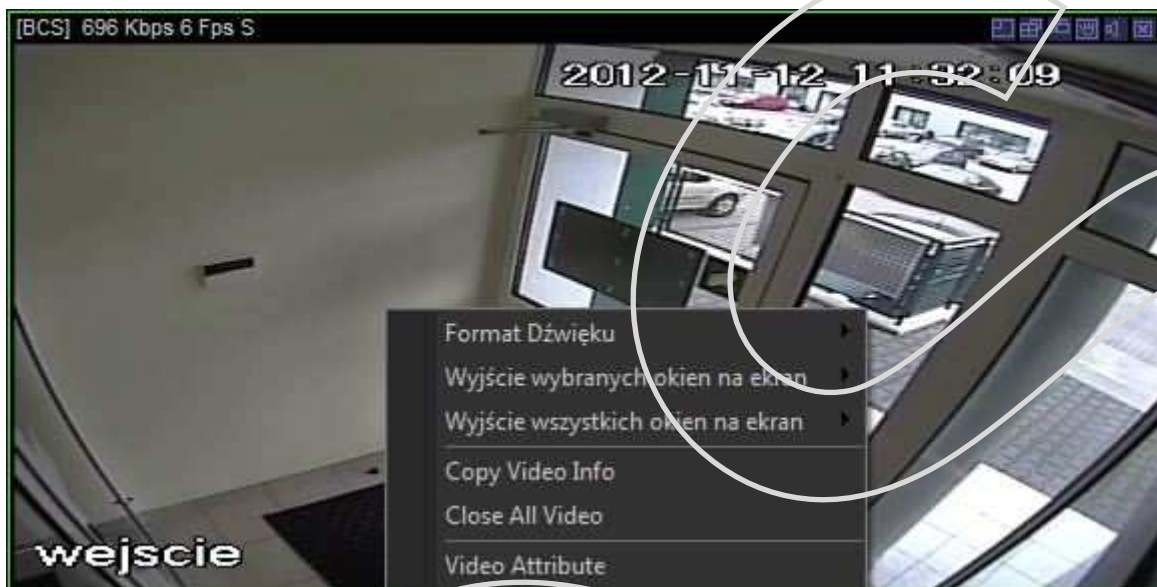 [BCS] 696 Kbps 6 Fps S
2012-11-12 11:32:09
Format Dźwięku
Wyjście wybranych okien na ekran
Wyjście wszystkich okien na ekran
Copy Video Info
Close All Video
Video Attribute
wejscie